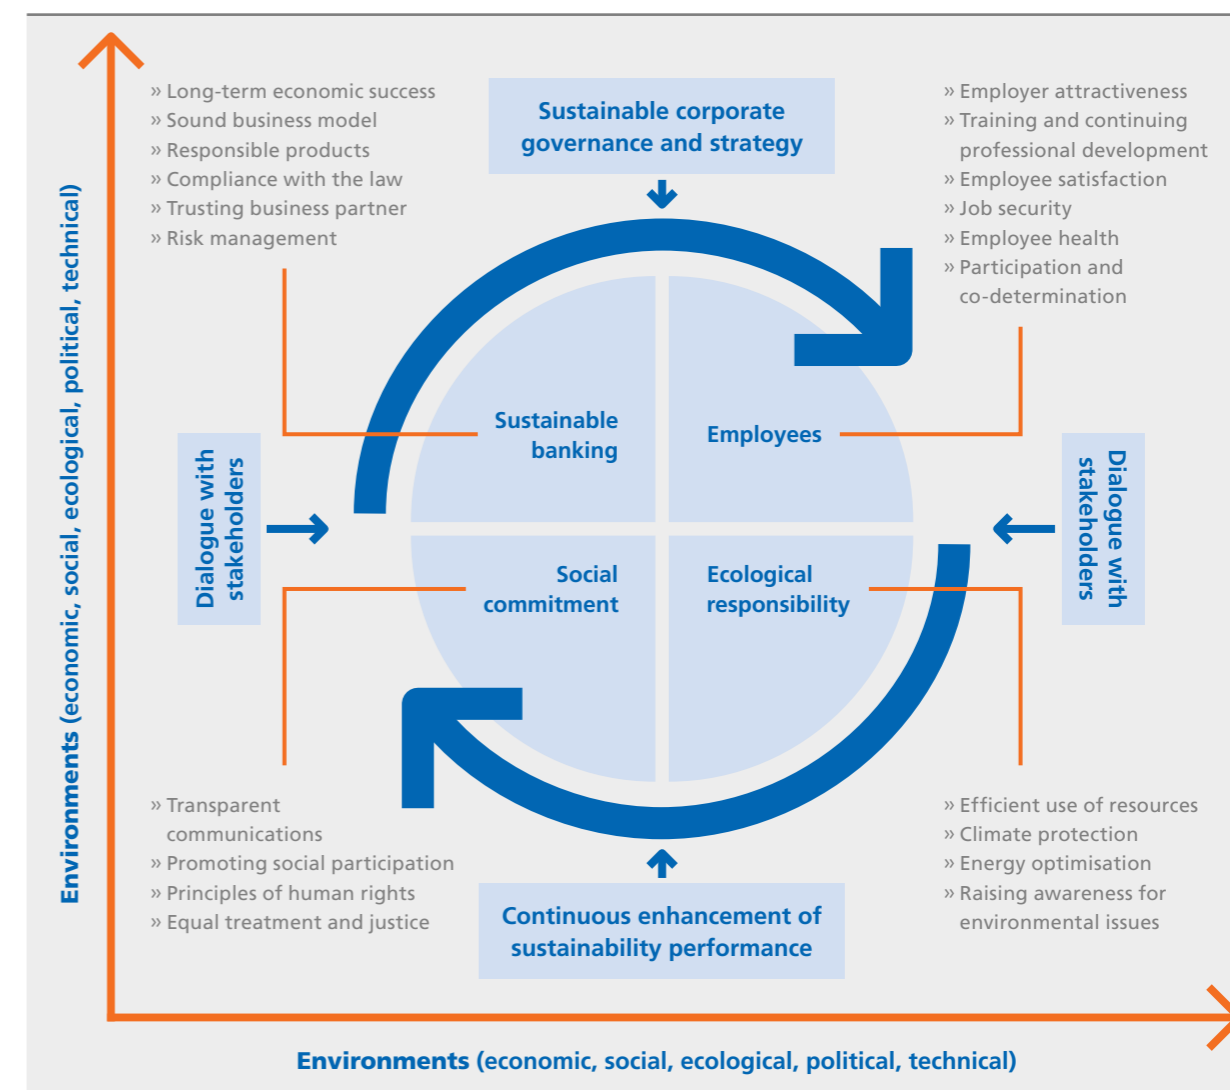 » Long-term economic success
» Sound business model
» Responsible products
» Compliance with the law
» Trusting business partner
» Risk management
Sustainable corporate
governance and strategy
» Employer attractiveness
» Training and continuing
professional development
» Employee satisfaction
» Job security
» Employee health
» Participation and
co-determination
Environments (economic, social, ecological, political, technical)
Dialogue with
stakeholders
Sustainable
banking
Employees
Social
commitment
Ecological
responsibility
Dialogue with
stakeholders
» Transparent
communications
» Promoting social participation
» Principles of human rights
» Equal treatment and justice
Continuous enhancement of
sustainability performance
» Efficient use of resources
» Climate protection
» Energy optimisation
» Raising awareness for
environmental issues
Environments (economic, social, ecological, political, technical)